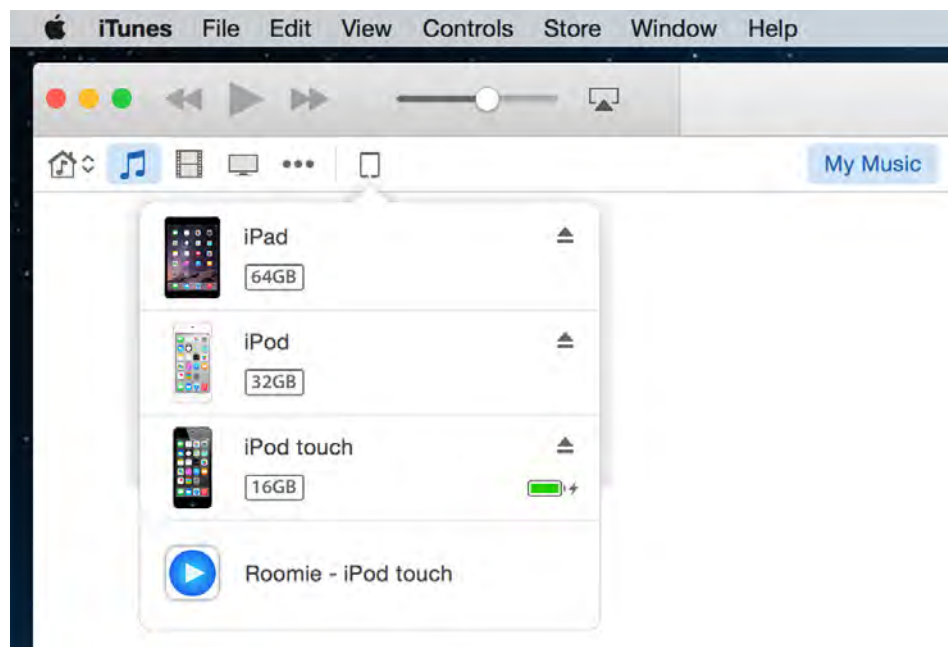 iTunes File Edit View Controls Store Window Help
My Music
iPad
64GB
iPod
32GB
iPod touch
16GB
Roomie - iPod touch